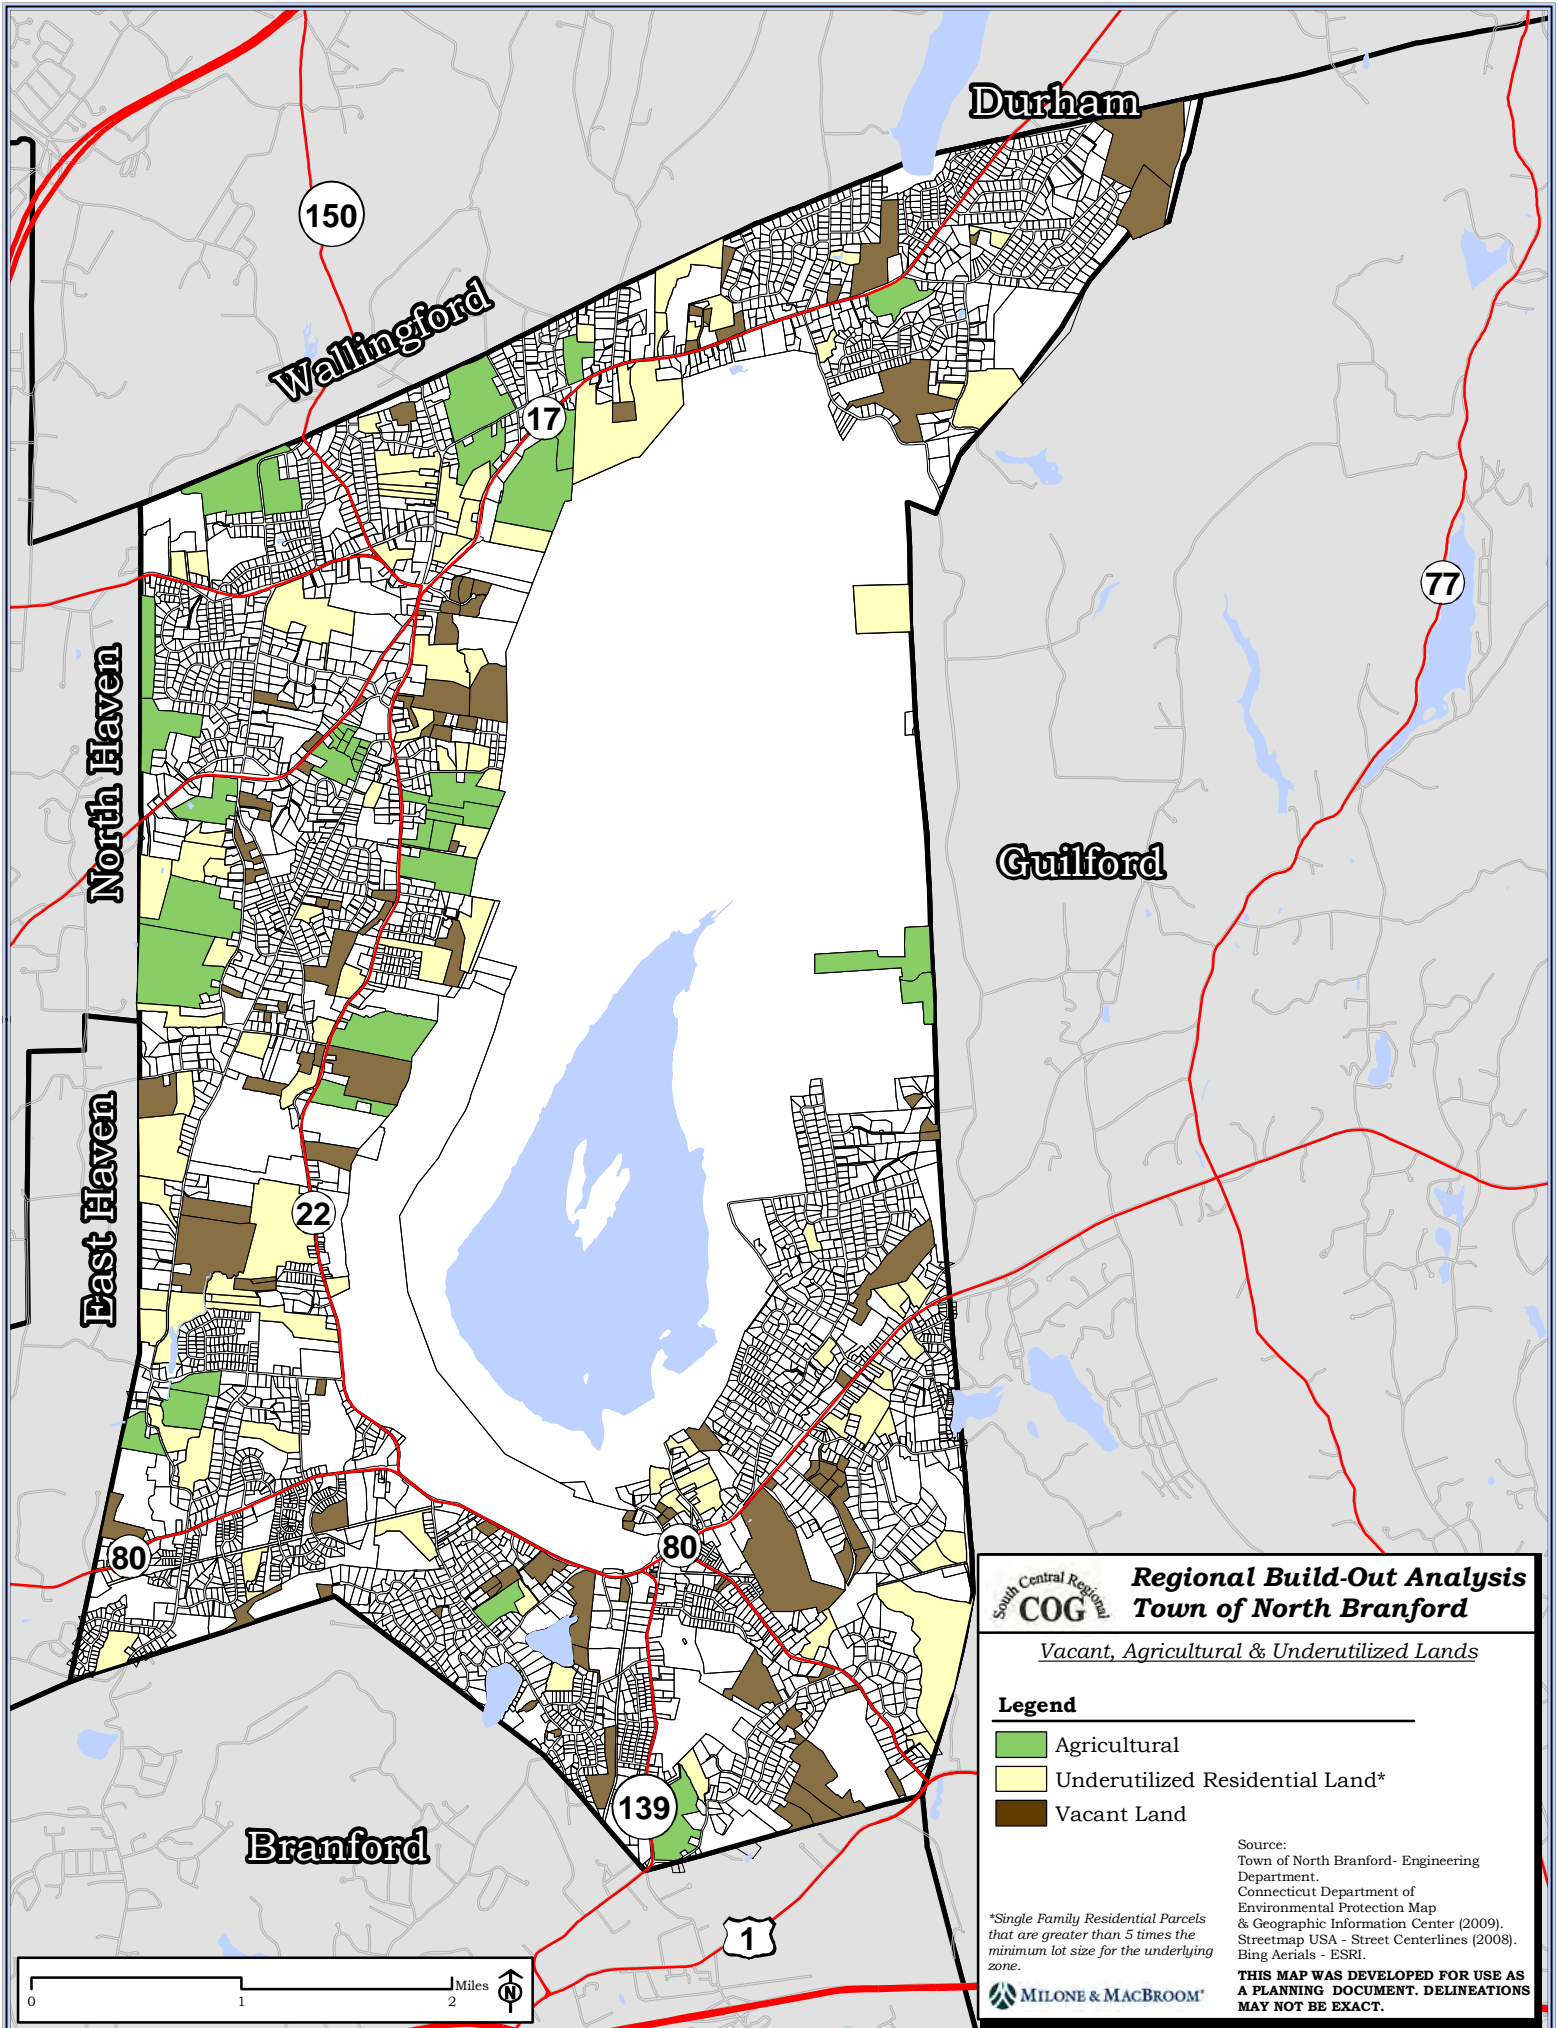 Durham
150
Wallingford
17
77
North Haven
Guilford
East Haven
22
80
80
139
Branford
1
South Central Regional
COG
Regional Build-Out Analysis
Town of North Branford
Vacant, Agricultural & Underutilized Lands
Legend
Agricultural
Underutilized Residential Land*
Vacant Land
Source:
Town of North Branford- Engineering
Department.
Connecticut Department of
Environmental Protection Map
& Geographic Information Center (2009).
Streetmap USA - Street Centerlines (2008).
Bing Aerials - ESRI.
*Single Family Residential Parcels
that are greater than 5 times the
minimum lot size for the underlying
zone.
MILONE & MACBROOM®
THIS MAP WAS DEVELOPED FOR USE AS
A PLANNING DOCUMENT. DELINEATIONS
MAY NOT BE EXACT.
Miles
0 1 2
N